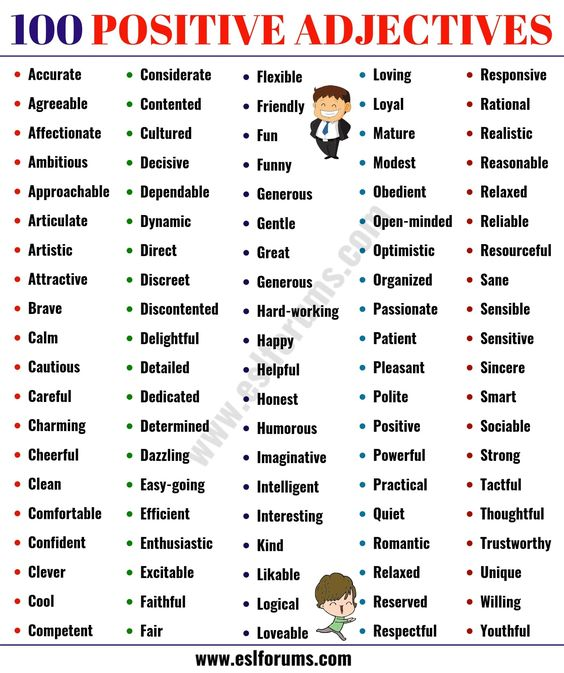 100 POSITIVE ADJECTIVES
Accurate
Agreeable
Affectionate
Ambitious
Approachable
Articulate
Artistic
Attractive
Brave
Calm
Cautious
Careful
Charming
Cheerful
Clean
Comfortable
Confident
Clever
Cool
Competent
Considerate
Contented
Cultured
Decisive
Dependable
Dynamic
Direct
Discreet
Discontented
Delightful
Detailed
Dedicated
Determined
Dazzling
Easy-going
Efficient
Enthusiastic
Excitable
Faithful
Fair
Flexible
Friendly
Fun
Funny
Generous
Gentle
Great
Generous
Hard-working
Happy
Helpful
Honest
Humorous
Imaginative
Intelligent
Interesting
Kind
Likable
Logical
Loveable
Loving
Loyal
Mature
Modest
Obedient
Open-minded
Optimistic
Organized
Passionate
Patient
Pleasant
Polite
Positive
Powerful
Practical
Quiet
Romantic
Relaxed
Reserved
Respectful
Responsive
Rational
Realistic
Reasonable
Relaxed
Reliable
Resourceful
Sane
Sensible
Sensitive
Sincere
Smart
Sociable
Strong
Tactful
Thoughtful
Trustworthy
Unique
Willing
Youthful
www.eslforums.com
www.eslforums.com